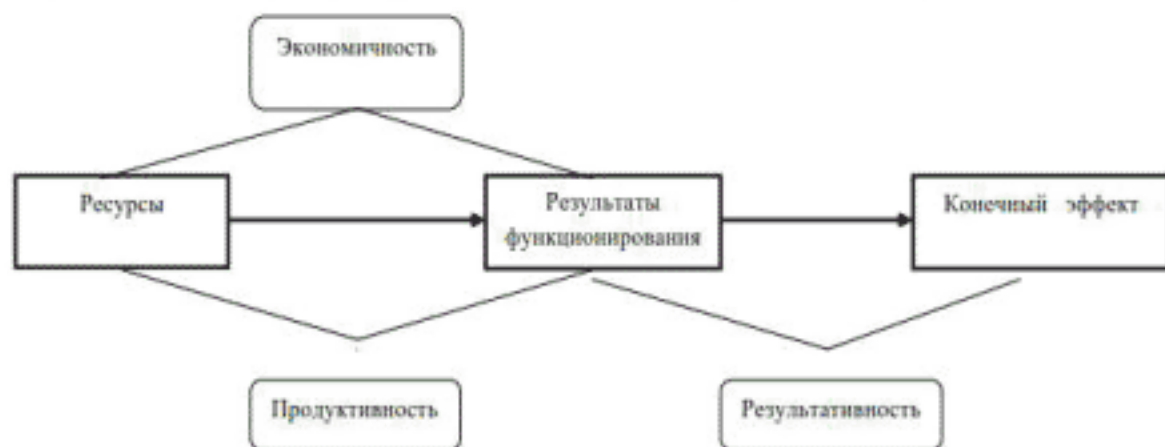 Экономичность
Ресурсы
Результаты
функционирования
Конечный эффект
Продуктивность
Результативность